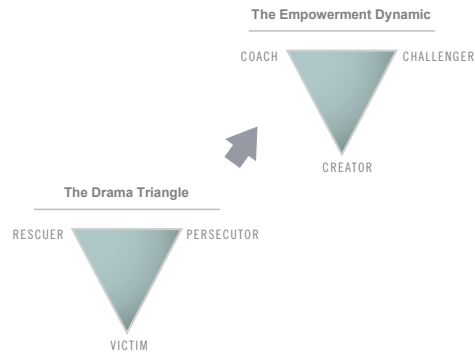 The Empowerment Dynamic
COACH CHALLENGER
CREATOR
The Drama Triangle
RESCUER PERSECUTOR
VICTIM